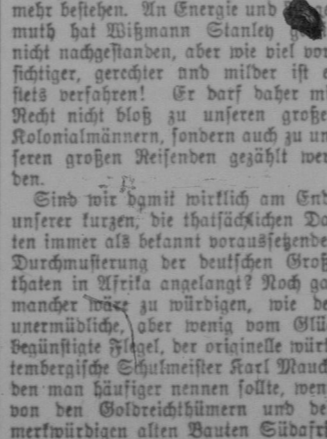 mehr bestehen. An Energie und
muth hat Wißmann Stanley
nicht nachgestanden, aber wie viel vor
sichtiger, gerechter und milder ist e
stets verfahren! Er darf daher mi
Recht nicht bloß zu unseren große
Kolonialmännern, sondern auch zu un
seren großen Reisenden gezählt wer
den.
Sind wir damit wirklich am End
unserer kurzen, die thatsächlichen Da
ten immer als bekannt voraussetzende
Durchmusterung der deutschen Groß
thaten in Afrika angelangt? Noch ga
mancher wäre zu würdigen, wie de
unermüdliche, aber wenig vom Glü
begünstigte Flegel, der originelle würt
tembergische Schulmeister Karl Mauch
den man häufiger nennen sollte, wen
von den Goldreichthümern und de
merkwürdigen alten Bauten Südafri